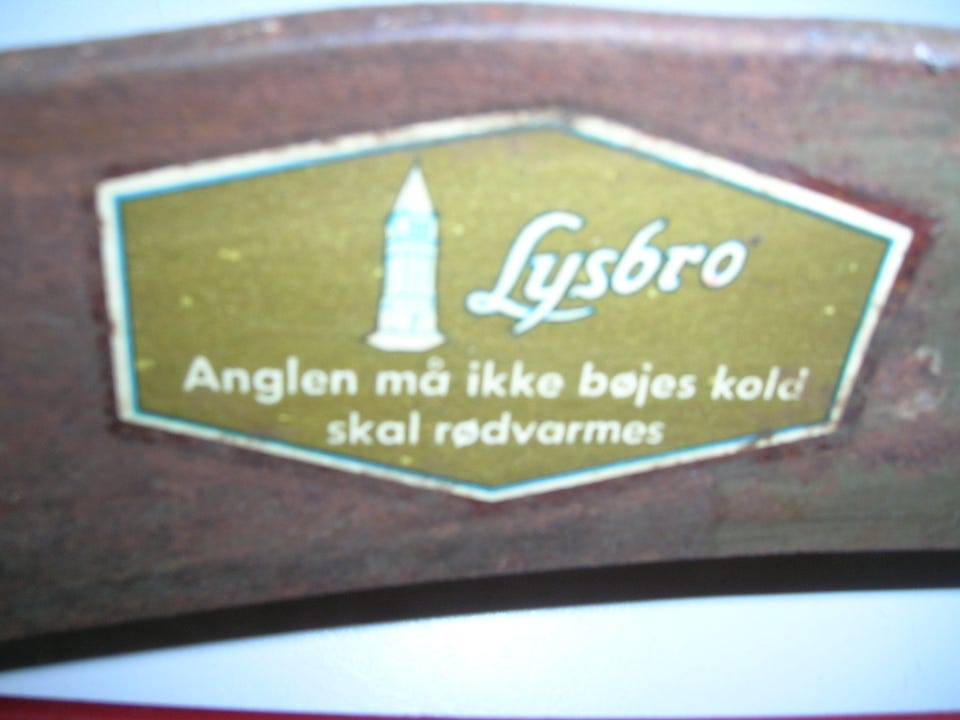 Lysbro
Anglen må ikke bøjes kold
skal rødvarmes